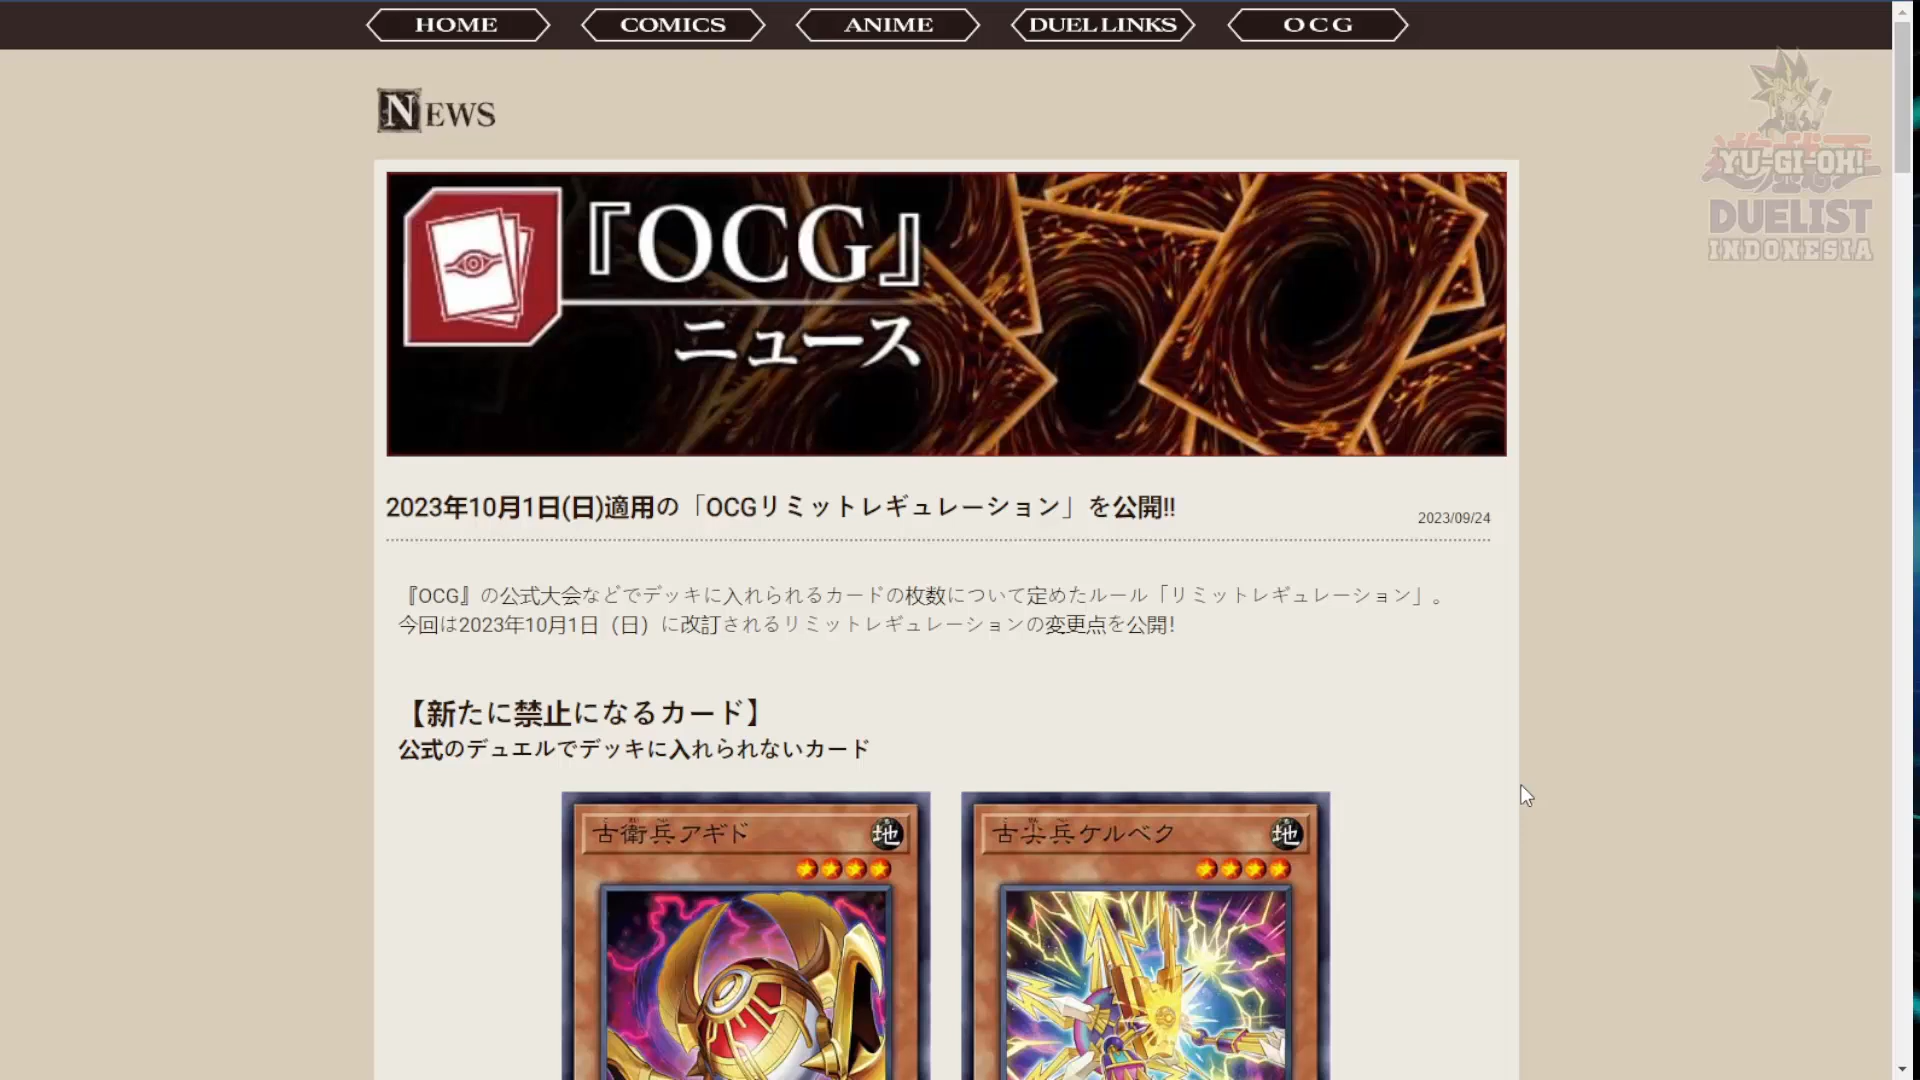 HOME COMICS ANIME DUEL LINKS OCG
NEWS
『OCG』
ニュース
YU-GI-OH!
DUELIST
INDONESIA
2023年10月1日(日)適用の「OCGリミットレギュレーション」を公開!!
2023/09/24
『OCG』の公式大会などでデッキに入れられるカードの枚数について定めたルール「リミットレギュレーション」。
今回は2023年10月1日（日）に改訂されるリミットレギュレーションの変更点を公開!
【新たに禁止になるカード】
公式のデュエルでデッキに入れられないカード
古衛兵アギド 地
古尖兵ケルベク 地